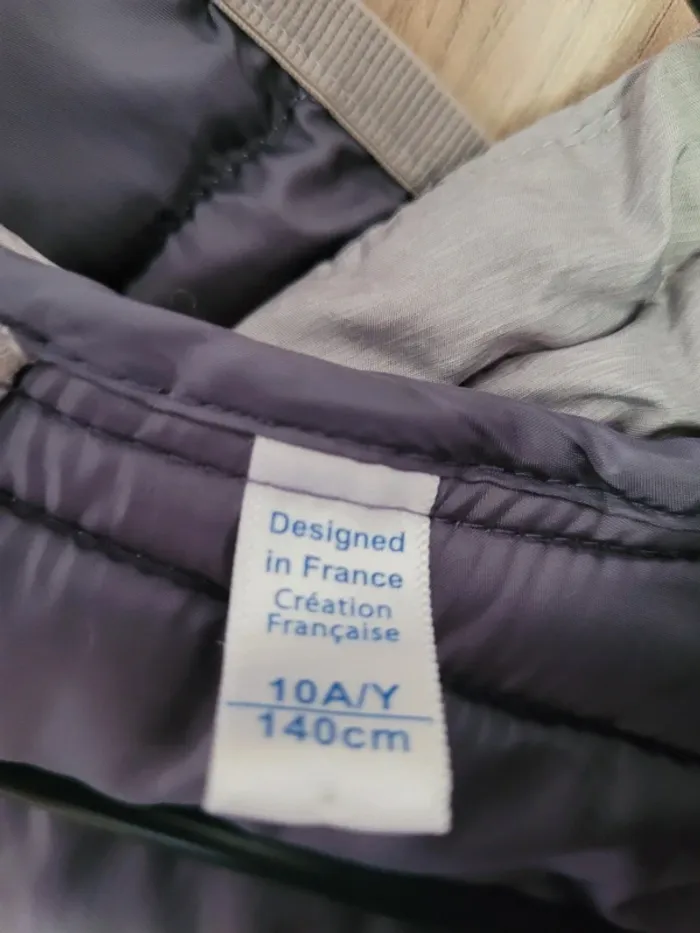 Designed
in France
Création
Française
10A/Y
140cm